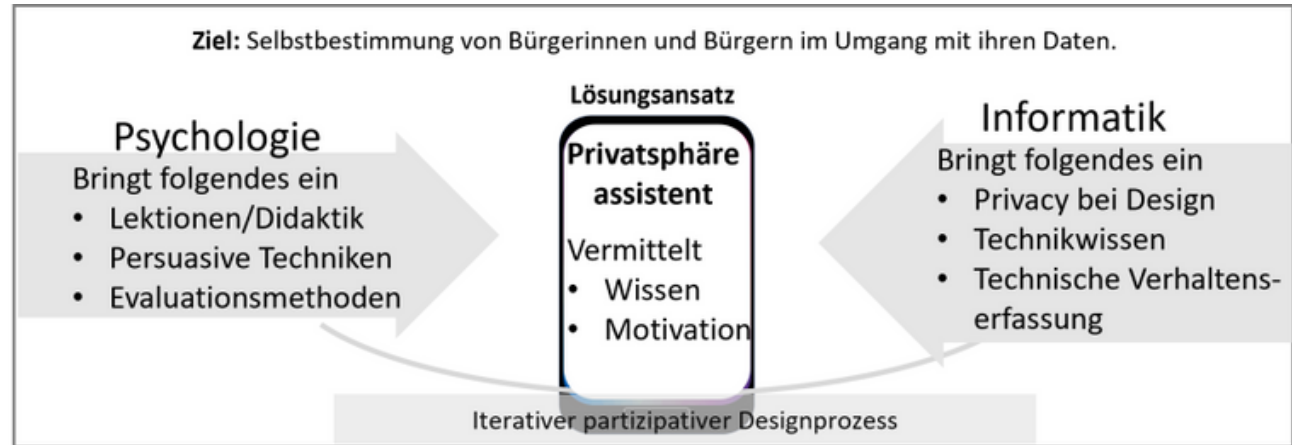 Ziel: Selbstbestimmung von Bürgerinnen und Bürgern im Umgang mit ihren Daten.
Psychologie
Bringt folgendes ein
• Lektionen/Didaktik
• Persuasive Techniken
• Evaluationsmethoden
Lösungsansatz
Privatsphäre
assistent
Vermittelt
• Wissen
• Motivation
Informatik
Bringt folgendes ein
• Privacy bei Design
• Technikwissen
• Technische Verhaltens-
erfassung
Iterativer partizipativer Designprozess